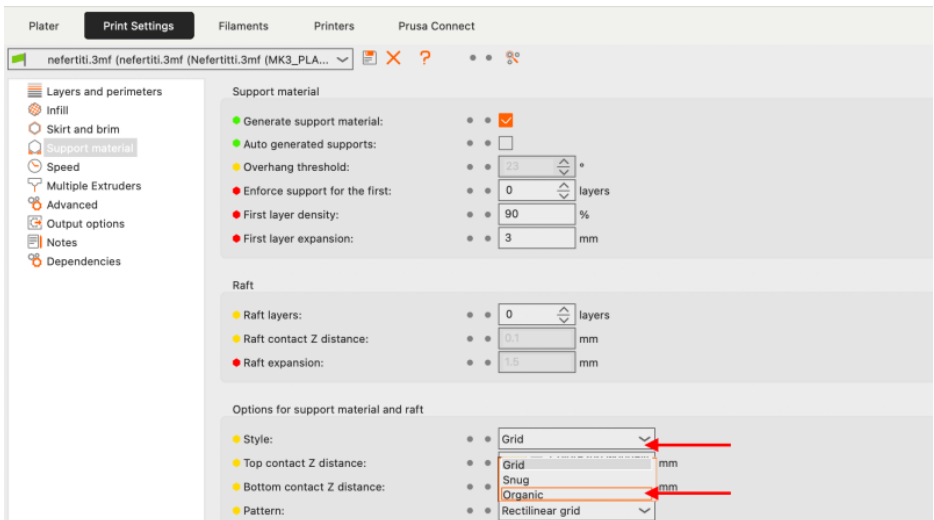 Plater Print Settings Filaments Printers Prusa Connect
nefertiti.3mf (nefertiti.3mf (Nefertitti.3mf (MK3_PLA... ?
Layers and perimeters
Infill
Skirt and brim
Support material
Speed
Multiple Extruders
Advanced
Output options
Notes
Dependencies
Support material
Generate support material:
Auto generated supports:
Overhang threshold: 23 °
Enforce support for the first: 0 layers
First layer density: 90 %
First layer expansion: 3 mm
Raft
Raft layers: 0 layers
Raft contact Z distance: 0.1 mm
Raft expansion: 1.5 mm
Options for support material and raft
Style: Grid
Top contact Z distance: mm
Grid
Snug
Organic
Bottom contact Z distance: mm
Pattern: Rectilinear grid